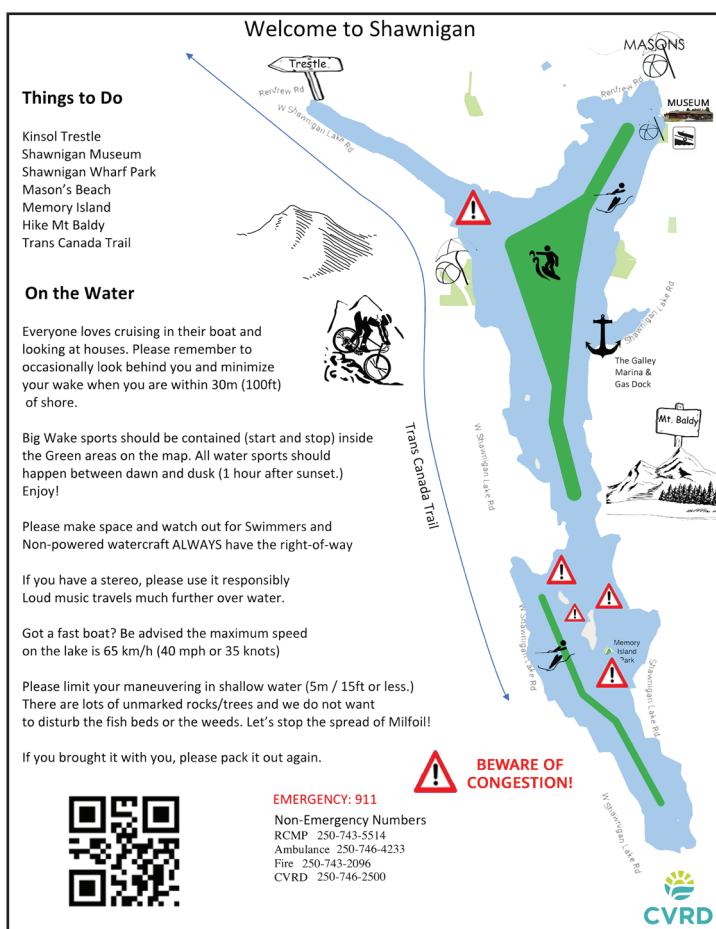 Welcome to Shawnigan
Trestle
Renfrew Rd
W Shawnigan Lake Rd
MASONS
Renfrew Rd
MUSEUM
Things to Do
Kinsol Trestle
Shawnigan Museum
Shawnigan Wharf Park
Mason's Beach
Memory Island
Hike Mt Baldy
Trans Canada Trail
On the Water
Everyone loves cruising in their boat and
looking at houses. Please remember to
occasionally look behind you and minimize
your wake when you are within 30m (100ft)
of shore.
Big Wake sports should be contained (start and stop) inside
the Green areas on the map. All water sports should
happen between dawn and dusk (1 hour after sunset.)
Enjoy!
Please make space and watch out for Swimmers and
Non-powered watercraft ALWAYS have the right-of-way
If you have a stereo, please use it responsibly
Loud music travels much further over water.
Got a fast boat? Be advised the maximum speed
on the lake is 65 km/h (40 mph or 35 knots)
Please limit your maneuvering in shallow water (5m / 15ft or less.)
There are lots of unmarked rocks/trees and we do not want
to disturb the fish beds or the weeds. Let's stop the spread of Milfoil!
If you brought it with you, please pack it out again.
Shawnigan Lake Rd
The Galley
Marina &
Gas Dock
Mt. Baldy
Trans Canada Trail
W Shawnigan Lake Rd
W Shawnigan Lake Rd
Memory
Island
Park
Shawnigan Lake Rd
W Shawnigan Lake Rd
BEWARE OF
CONGESTION!
EMERGENCY: 911
Non-Emergency Numbers
RCMP 250-743-5514
Ambulance 250-746-4233
Fire 250-743-2096
CVRD 250-746-2500
CVRD